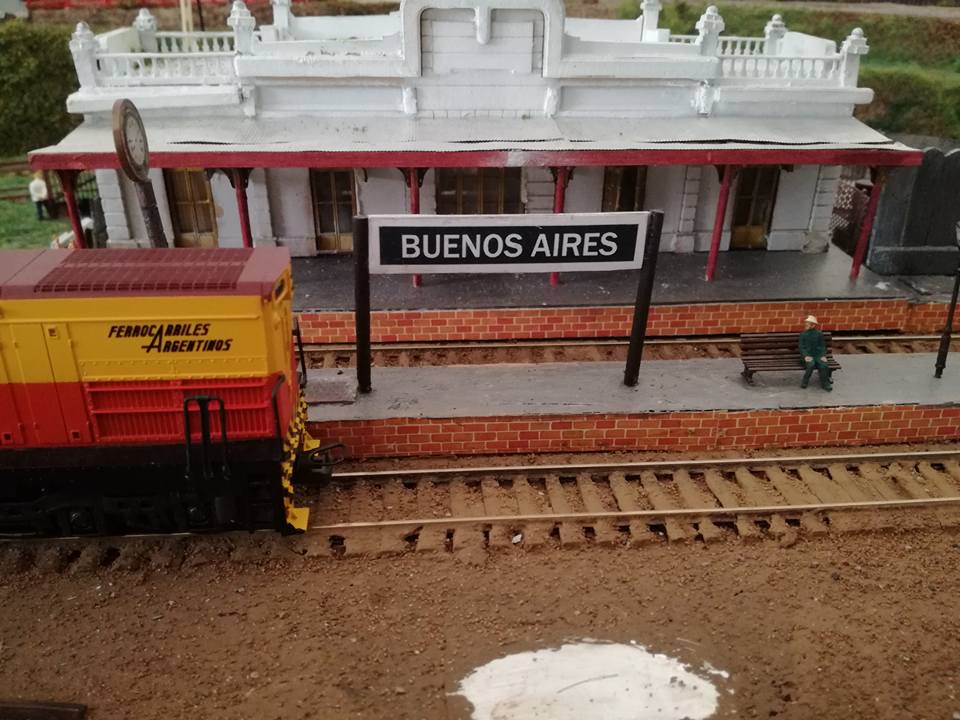 BUENOS AIRES
FERROCARRILES
ARGENTINOS